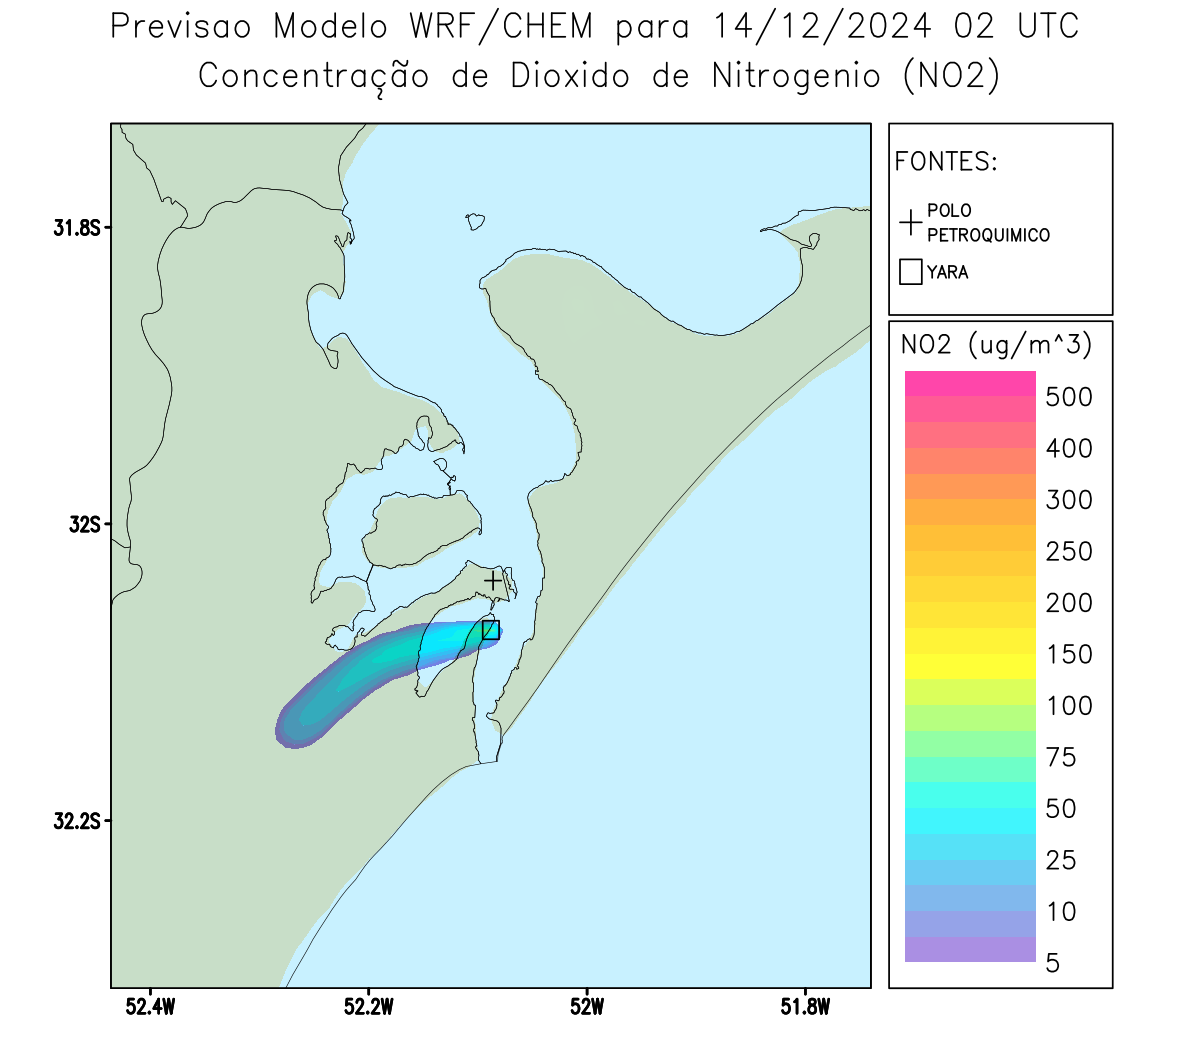 Previsao Modelo WRF/CHEM para 14/12/2024 02 UTC
Concentração de Dioxido de Nitrogenio (NO2)
FONTES:
POLO
PETROQUIMICO
YARA
NO2 (ug/m^3)
500
400
300
250
200
150
100
75
50
25
10
5
31.8S
32S
32.2S
52.4W
52.2W
52W
51.8W